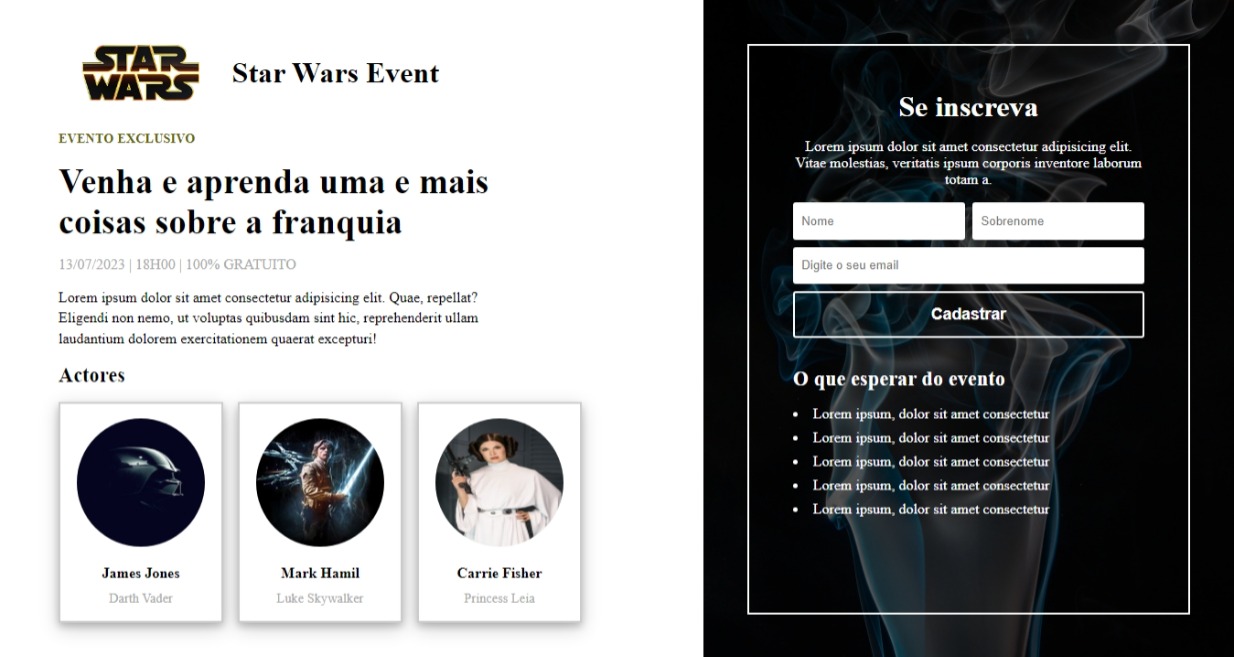 STAR
WARS
Star Wars Event
EVENTO EXCLUSIVO
Venha e aprenda uma e mais
coisas sobre a franquia
13/07/2023 | 18H00 | 100% GRATUITO
Lorem ipsum dolor sit amet consectetur adipisicing elit. Quae, repellat?
Eligendi non nemo, ut voluptas quibusdam sint hic, reprehenderit ullam
laudantium dolorem exercitationem quaerat excepturi!
Actores
James Jones
Darth Vader
Mark Hamil
Luke Skywalker
Carrie Fisher
Princess Leia
Se inscreva
Lorem ipsum dolor sit amet consectetur adipisicing elit.
Vitae molestias, veritatis ipsum corporis inventore laborum
totam a.
Nome
Sobrenome
Digite o seu email
Cadastrar
O que esperar do evento
• Lorem ipsum, dolor sit amet consectetur
• Lorem ipsum, dolor sit amet consectetur
• Lorem ipsum, dolor sit amet consectetur
• Lorem ipsum, dolor sit amet consectetur
• Lorem ipsum, dolor sit amet consectetur